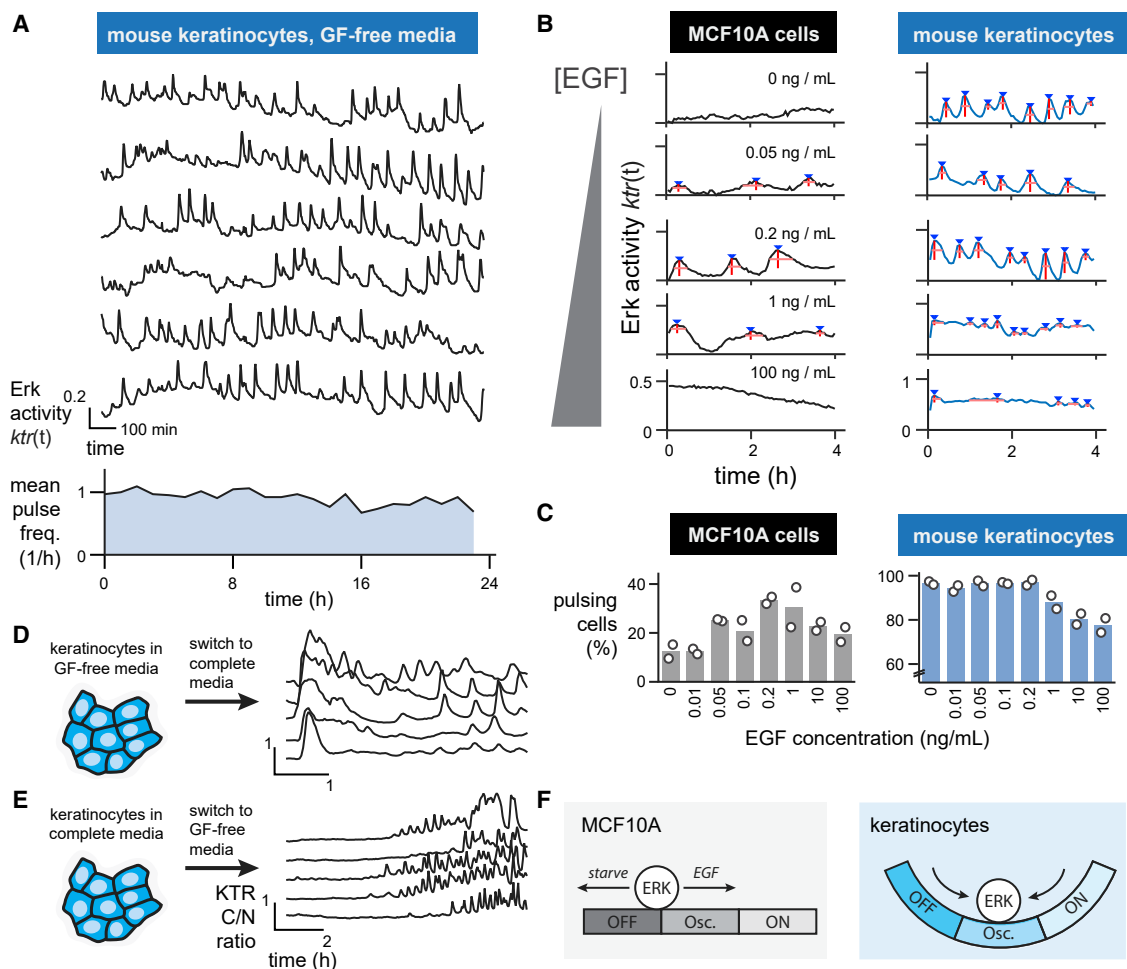 A
mouse keratinocytes, GF-free media
Erk
activity
ktr(t)
0.2
100 min
time
mean
pulse
freq.
(1/h)
1
0
0
8
16
24
time (h)
B
MCF10A cells
mouse keratinocytes
[EGF]
Erk activity ktr(t)
0 ng / mL
0.05 ng / mL
0.2 ng / mL
1 ng / mL
100 ng / mL
0.5
0
0
2
4
time (h)
1
0
0
2
4
C
MCF10A cells
mouse keratinocytes
pulsing
cells
(%)
40
20
0
0
0.01
0.05
0.1
0.2
1
10
100
100
80
60
0
0.01
0.05
0.1
0.2
1
10
100
EGF concentration (ng/mL)
D
keratinocytes in
GF-free media
switch to
complete
media
1
1
E
keratinocytes in
complete media
switch to
GF-free
media
KTR
C/N
ratio
1
2
time (h)
F
MCF10A
starve
ERK
EGF
OFF
Osc.
ON
keratinocytes
ERK
OFF
Osc.
ON